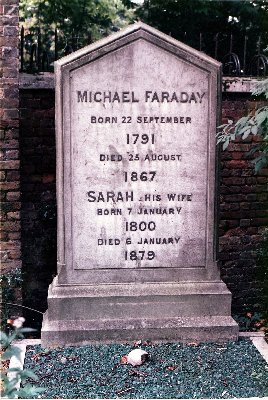 MICHAEL FARADAY
BORN 22 SEPTEMBER
1791
DIED 25 AUGUST
1867
SARAH HIS WIFE
BORN 7 JANUARY
1800
DIED 6 JANUARY
1879